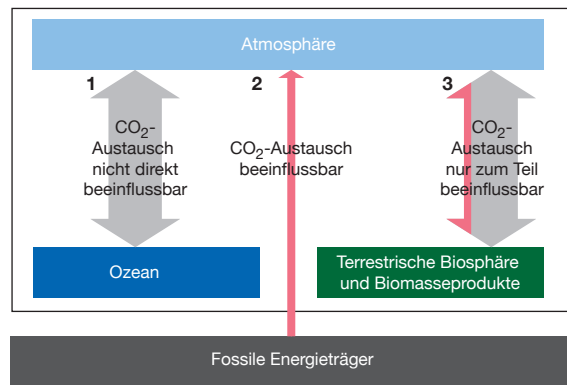 Atmosphäre
1
CO2-
Austausch
nicht direkt
beeinflussbar
2
CO2-Austausch
beeinflussbar
3
CO2-
Austausch
nur zum Teil
beeinflussbar
Ozean
Terrestrische Biosphäre
und Biomasseprodukte
Fossile Energieträger